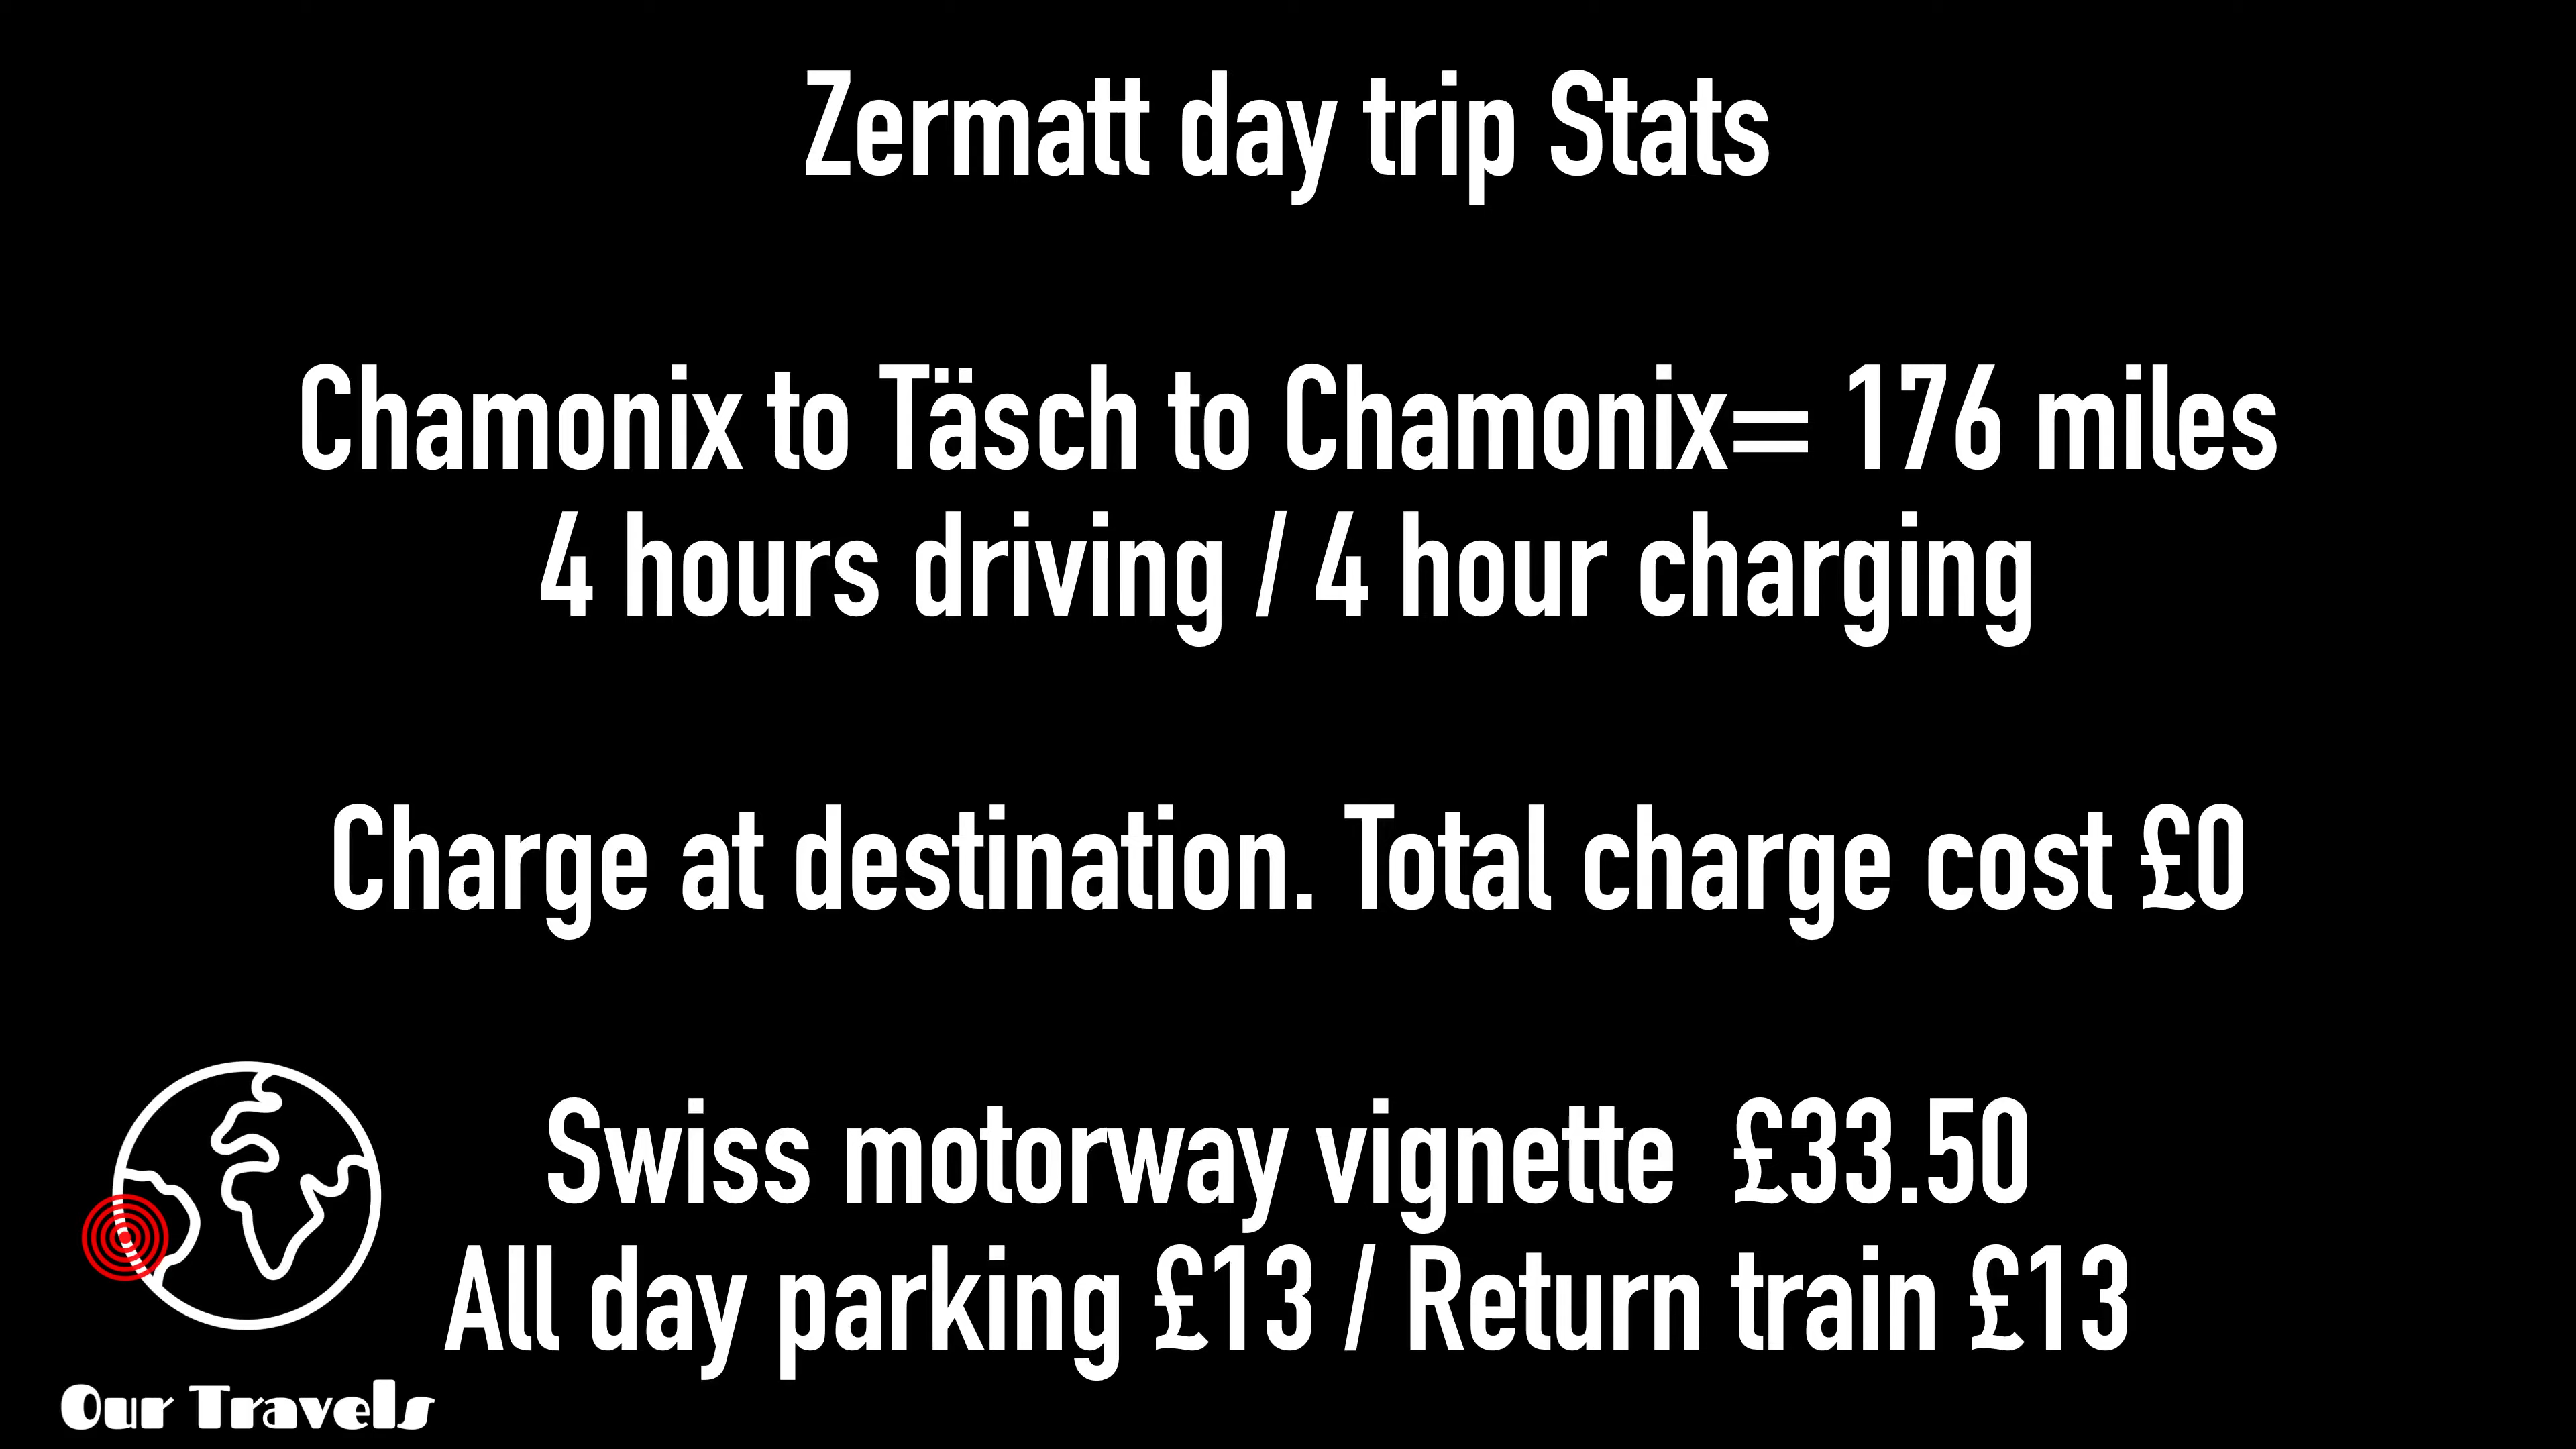 Zermatt day trip Stats
Chamonix to Täsch to Chamonix= 176 miles
4 hours driving / 4 hour charging
Charge at destination. Total charge cost £0
Swiss motorway vignette  £33.50
All day parking £13 / Return train £13
Our Travels